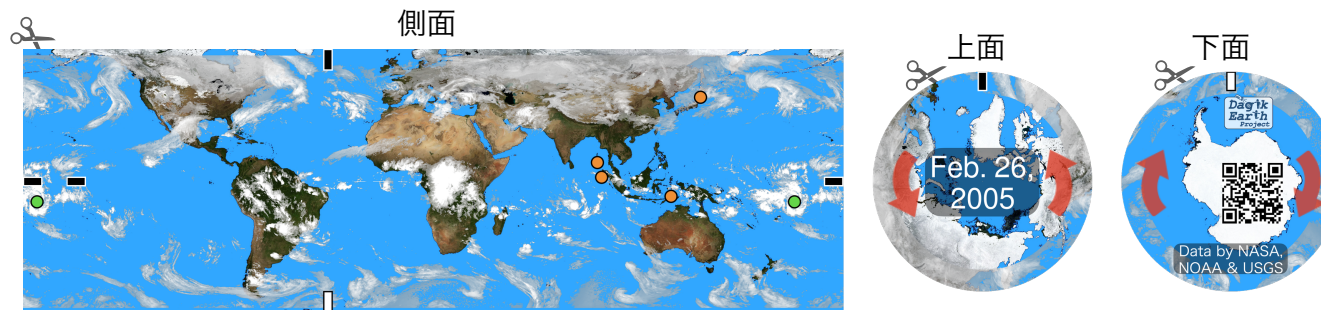 側面
上面
下面
Feb. 26,
2005
Dagik
Earth
Project
Data by NASA,
NOAA & USGS